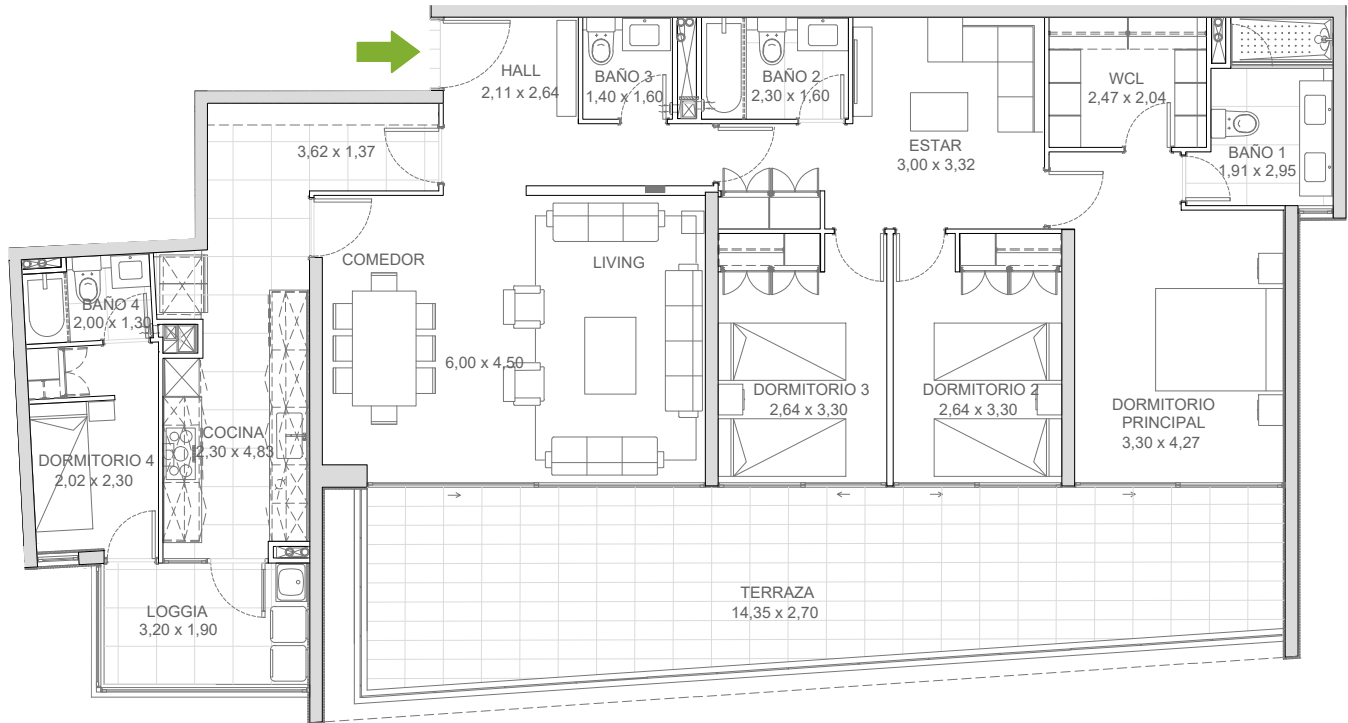 HALL
2,11 x 2,64
BAÑO 3
1,40 x 1,60
BAÑO 2
2,30 x 1,60
WCL
2,47 x 2,04
3,62 x 1,37
ESTAR
3,00 x 3,32
BAÑO 1
1,91 x 2,95
COMEDOR
LIVING
6,00 x 4,50
BAÑO 4
2,00 x 1,30
DORMITORIO 3
2,64 x 3,30
DORMITORIO 2
2,64 x 3,30
DORMITORIO
PRINCIPAL
3,30 x 4,27
COCINA
2,30 x 4,83
DORMITORIO 4
2,02 x 2,30
LOGGIA
3,20 x 1,90
TERRAZA
14,35 x 2,70